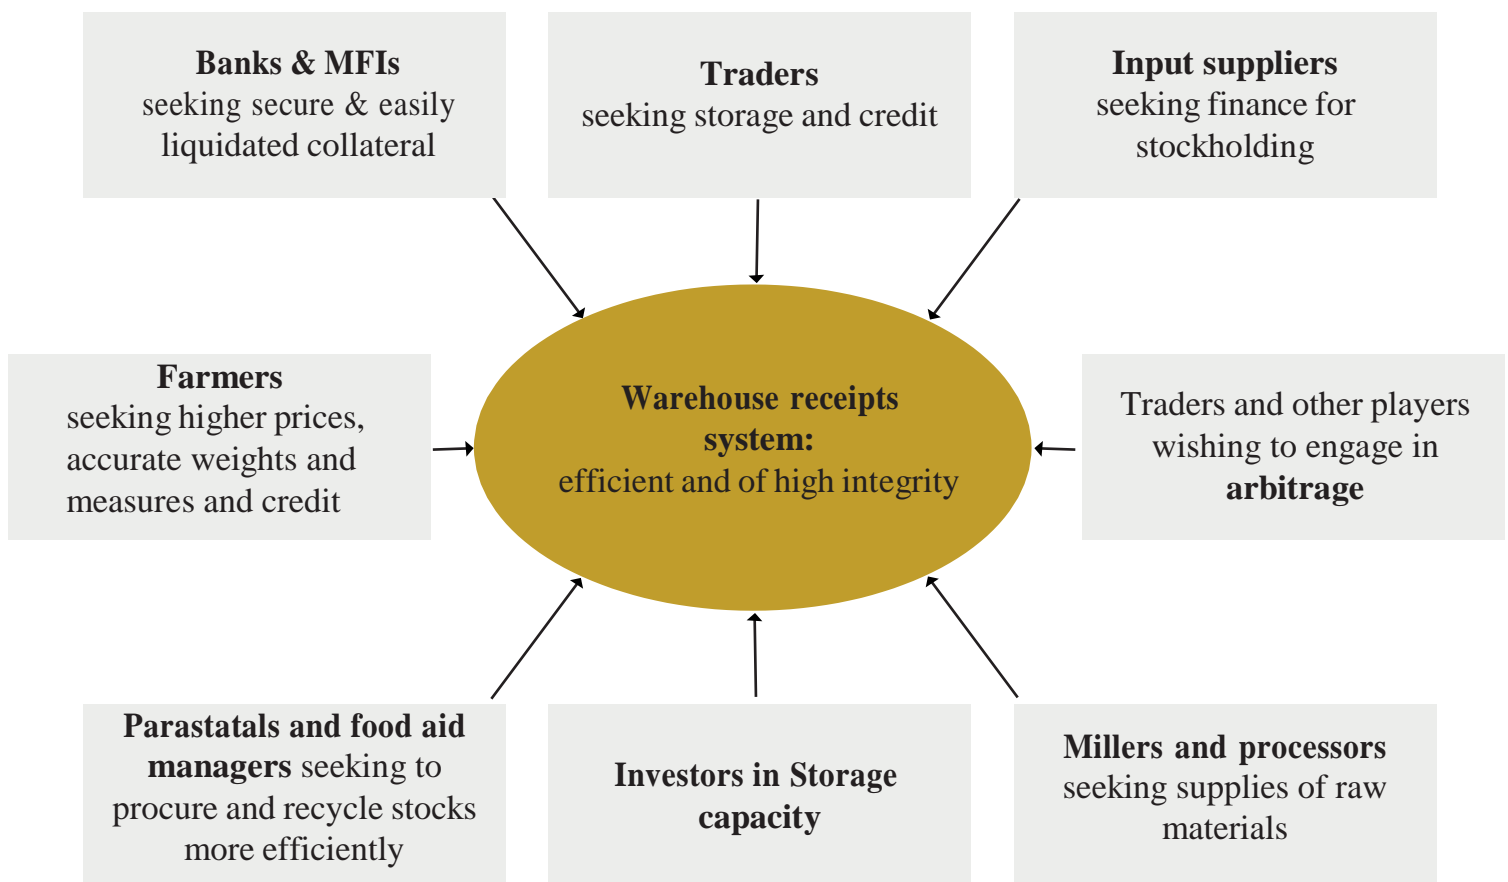 Banks & MFIs
seeking secure & easily
liquidated collateral
Traders
seeking storage and credit
Input suppliers
seeking finance for
stockholding
Farmers
seeking higher prices,
accurate weights and
measures and credit
Warehouse receipts
system:
efficient and of high integrity
Traders and other players
wishing to engage in
arbitrage
Parastatals and food aid
managers seeking to
procure and recycle stocks
more efficiently
Investors in Storage
capacity
Millers and processors
seeking supplies of raw
materials